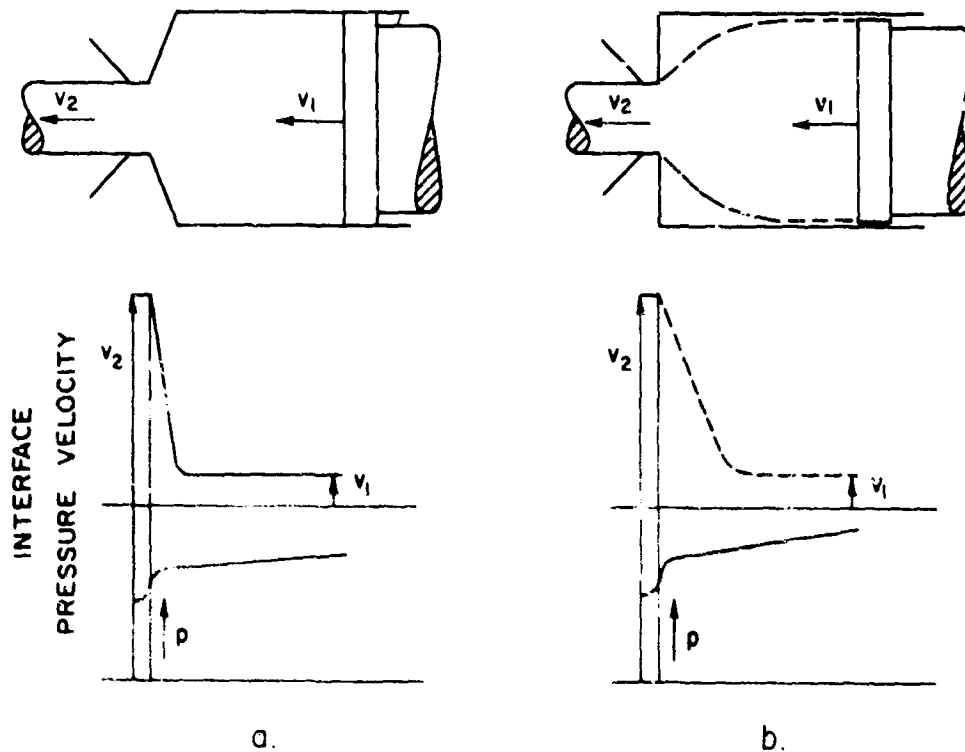 V2
V1
V2
V1
V2
V1
V2
V1
INTERFACE
PRESSURE VELOCITY
p
p
a.
b.